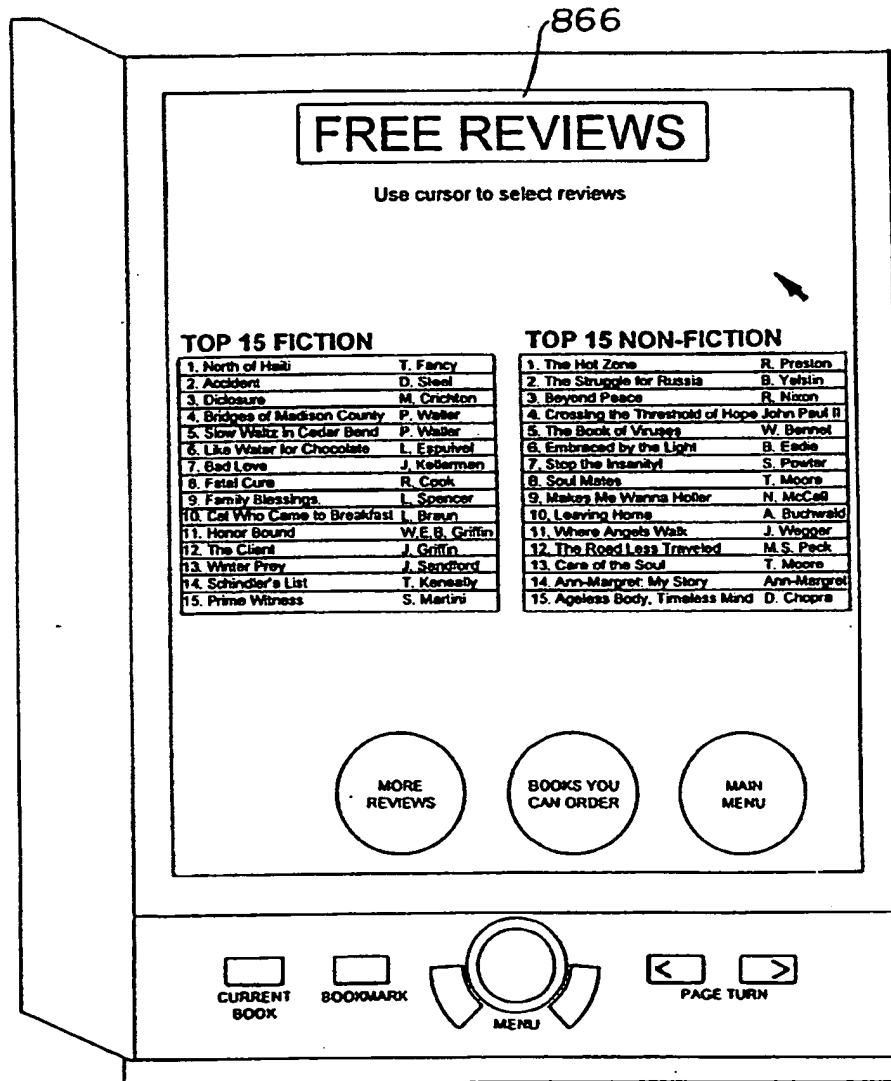 866
FREE REVIEWS
Use cursor to select reviews
TOP 15 FICTION
1. North of Haiti T. Fancy
2. Accident D. Steel
3. Diclosure M. Crichton
4. Bridges of Madison County P. Waller
5. Slow Waltz in Cedar Bend P. Waller
6. Like Water for Chocolate L. Espuivel
7. Bad Love J. Kellerman
8. Fatal Cure R. Cook
9. Family Blessings. L. Spencer
10. Cat Who Came to Breakfast L. Braun
11. Honor Bound W.E.B. Griffin
12. The Client J. Griffin
13. Winter Prey J. Sandford
14. Schindler's List T. Keneally
15. Prime Witness S. Martini
TOP 15 NON-FICTION
1. The Hot Zone R. Preston
2. The Struggle for Russia B. Yelstin
3. Beyond Peace R. Nixon
4. Crossing the Threshold of Hope John Paul II
5. The Book of Viruses W. Bennet
6. Embraced by the Light B. Eadie
7. Stop the Insanity! S. Powter
8. Soul Mates T. Moore
9. Makes Me Wanna Holler N. McCall
10. Leaving Home A. Buchwald
11. Where Angels Walk J. Wegger
12. The Road Less Traveled M.S. Peck
13. Care of the Soul T. Moore
14. Ann-Margret: My Story Ann-Margret
15. Ageless Body, Timeless Mind D. Chopra
MORE
REVIEWS
BOOKS YOU
CAN ORDER
MAIN
MENU
CURRENT
BOOK
BOOKMARK
MENU
< >
PAGE TURN